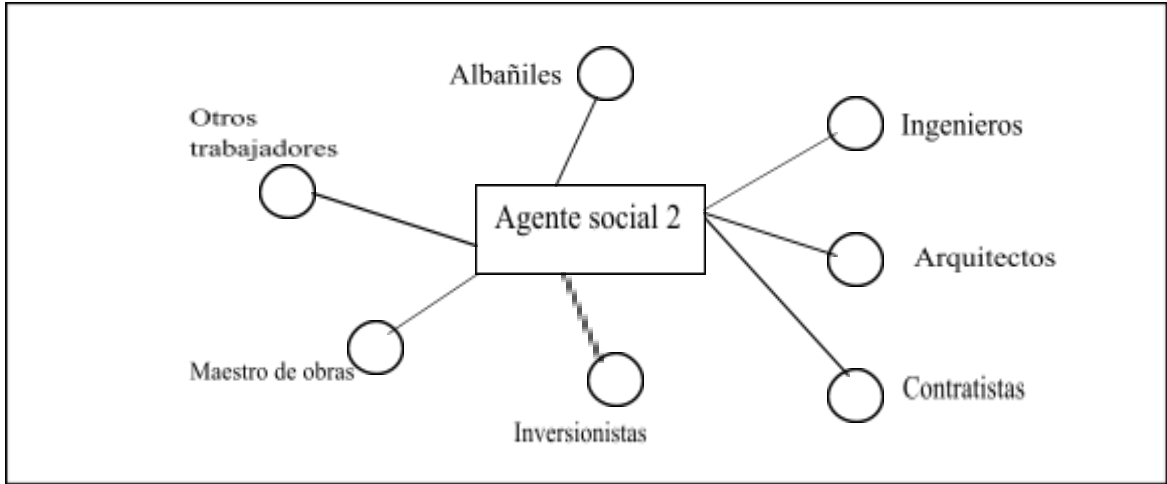 Albañiles
Otros
trabajadores
Ingenieros
Agente social 2
Arquitectos
Maestro de obras
Contratistas
Inversionistas